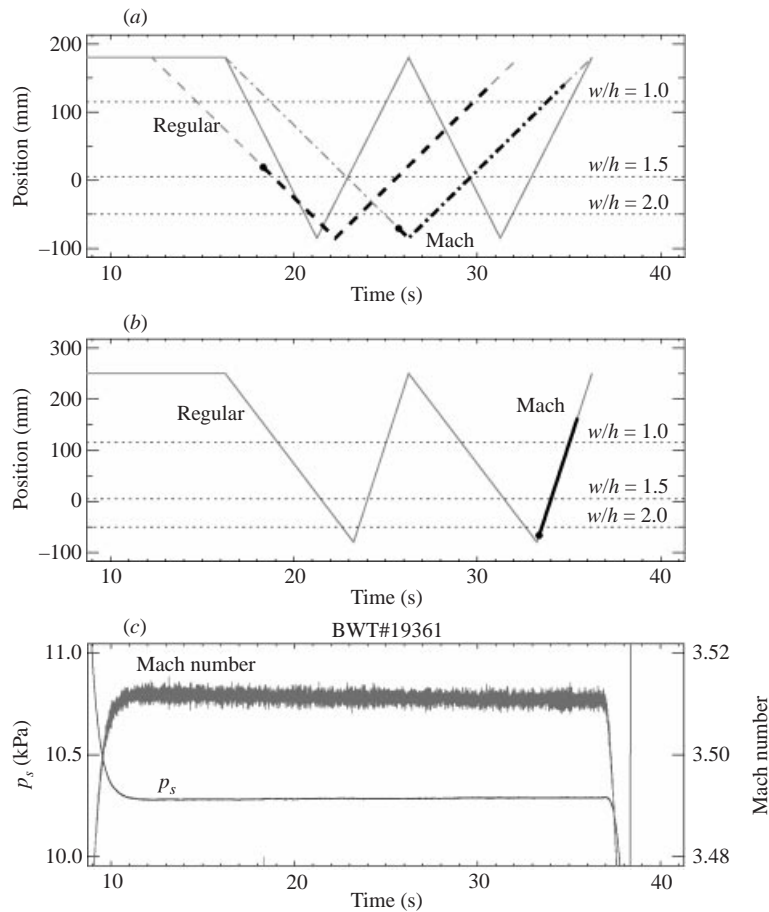 (a)
200
100
0
−100
Position (mm)
Regular
Mach
w/h = 1.0
w/h = 1.5
w/h = 2.0
10 20 30 40
Time (s)
(b)
300
200
100
0
−100
Position (mm)
Regular
Mach
w/h = 1.0
w/h = 1.5
w/h = 2.0
10 20 30 40
Time (s)
(c)
BWT#19361
11.0
10.5
10.0
ps (kPa)
Mach number
ps
3.52
3.50
3.48
Mach number
10 20 30 40
Time (s)